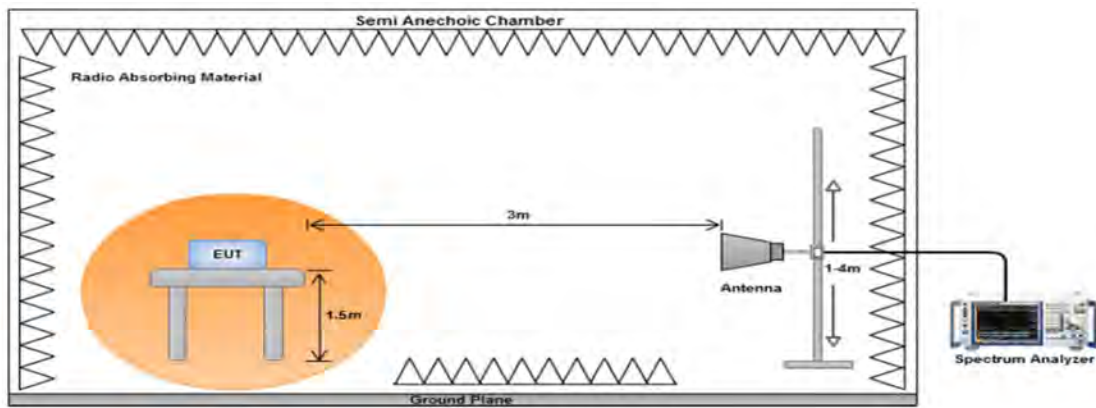 Semi Anechoic Chamber
Radio Absorbing Material
3m
EUT
1.5m
Antenna
1-4m
Spectrum Analyzer
Ground Plane